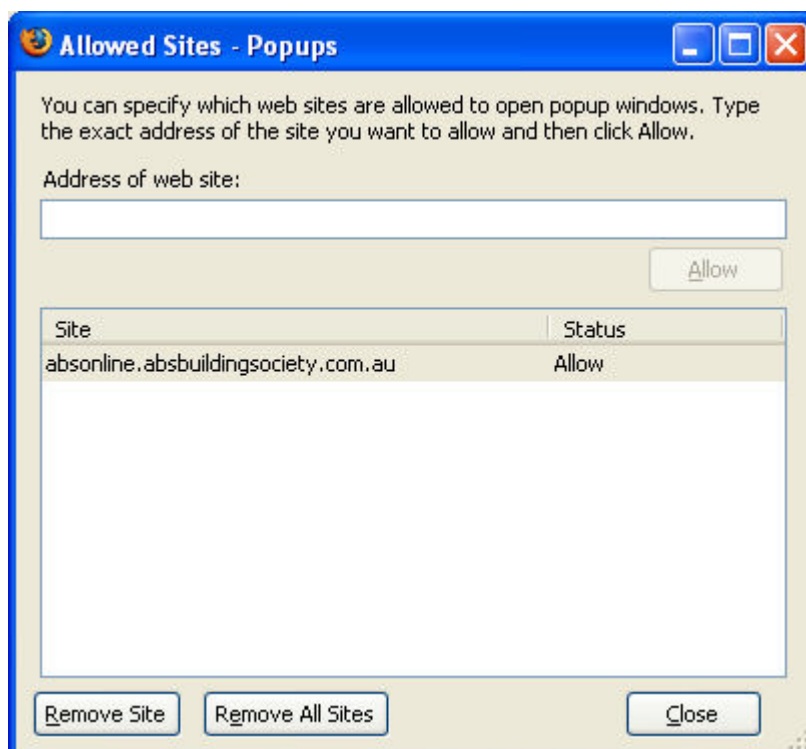 Allowed Sites - Popups
You can specify which web sites are allowed to open popup windows. Type
the exact address of the site you want to allow and then click Allow.
Address of web site:
Allow
Site Status
absonline.absbuildingsociety.com.au Allow
Remove Site Remove All Sites Close